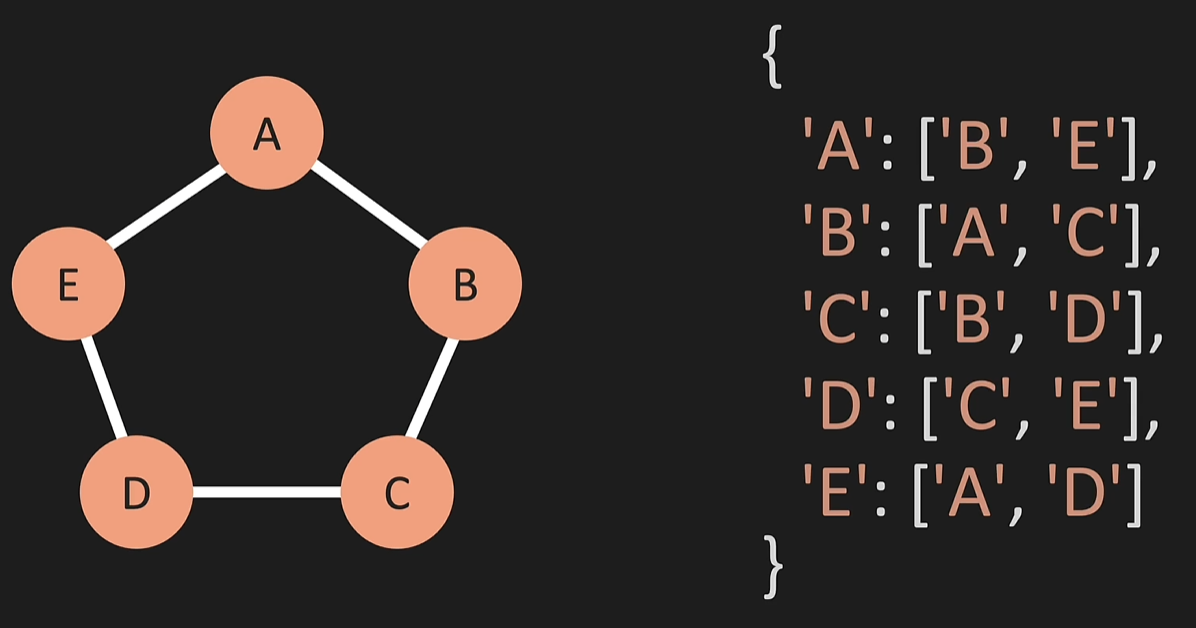 A
E
B
D
C
{
'A': ['B', 'E'],
'B': ['A', 'C'],
'C': ['B', 'D'],
'D': ['C', 'E'],
'E': ['A', 'D']
}